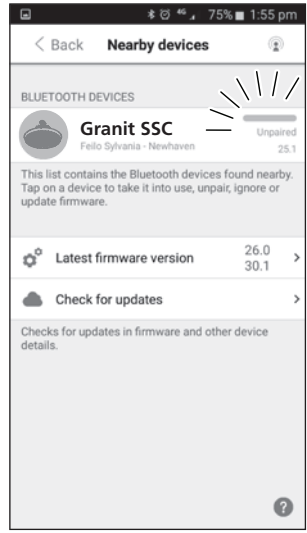 4G 75% 1:55 pm
Back Nearby devices
BLUETOOTH DEVICES
Granit SSC
Feilo Sylvania - Newhaven
Unpaired
25.1
This list contains the Bluetooth devices found nearby.
Tap on a device to take it into use, unpair, ignore or
update firmware.
Latest firmware version
26.0
30.1
Check for updates
Checks for updates in firmware and other device
details.
?